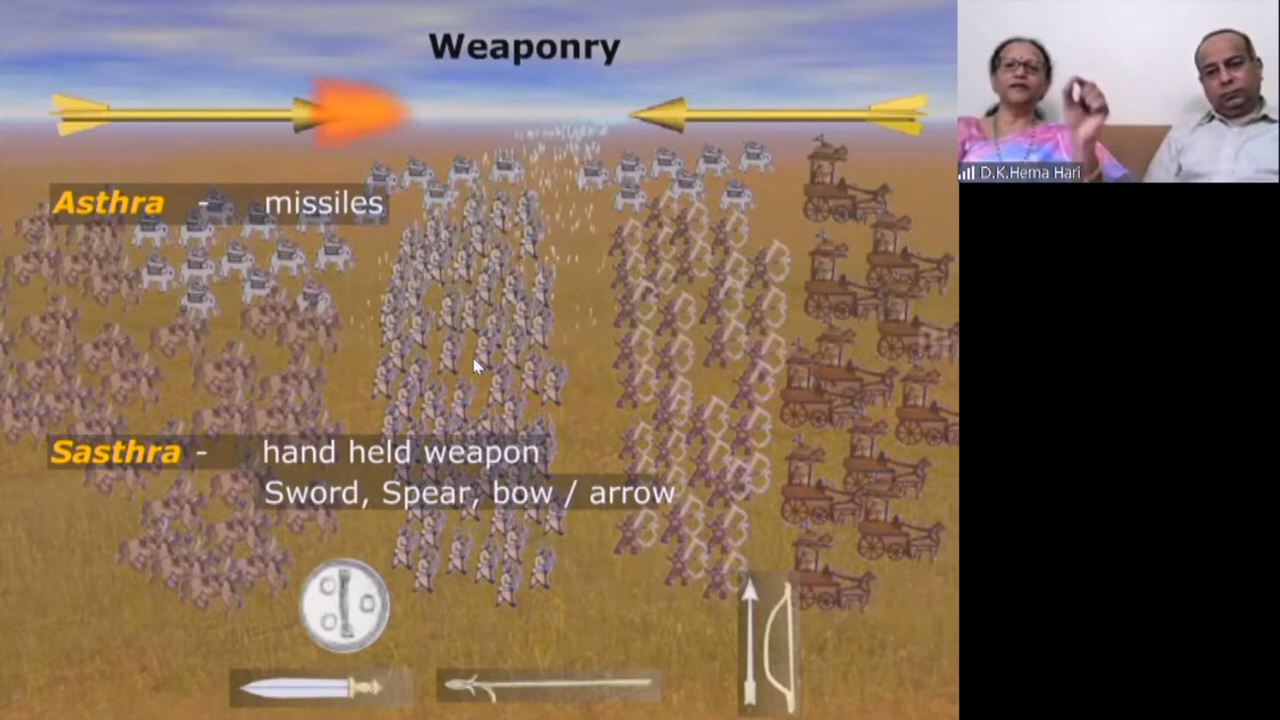 Weaponry
Asthra - missiles
Sasthra - hand held weapon
Sword, Spear, bow / arrow
D.K.Hema Hari